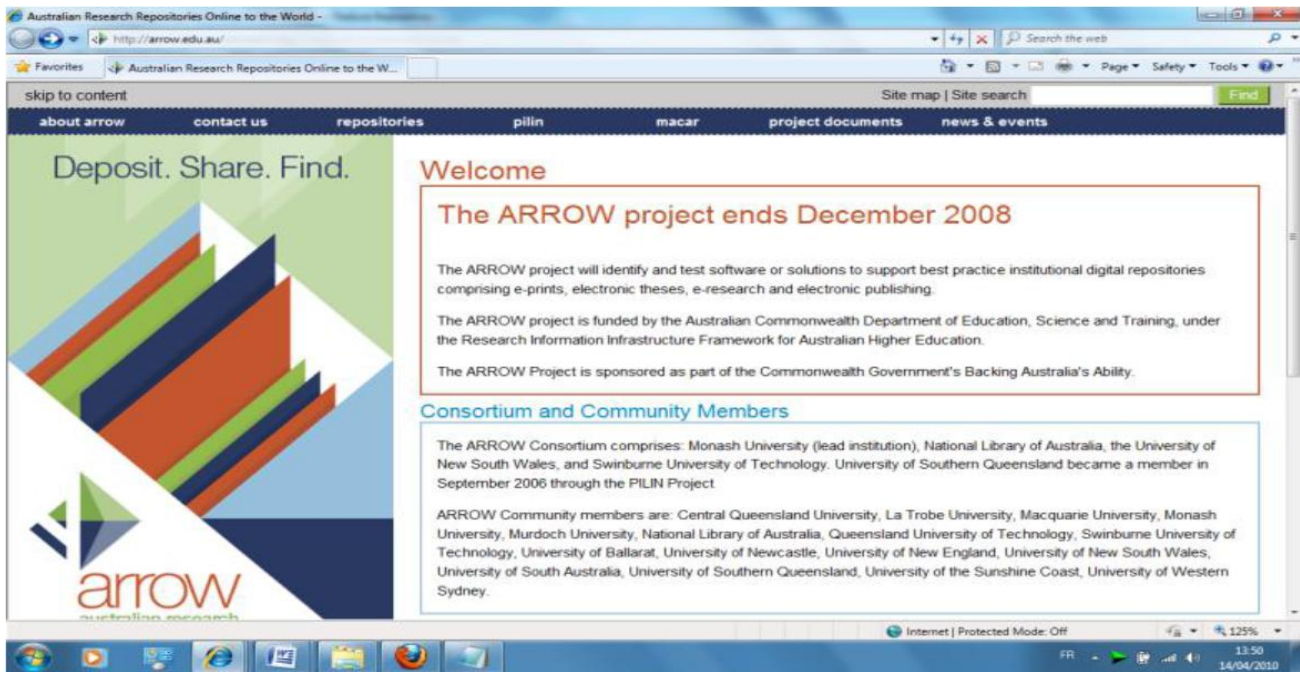 Australian Research Repositories Online to the World -
http://arrow.edu.au/
Search the web
Favorites
Australian Research Repositories Online to the W...
Page
Safety
Tools
skip to content
Site map | Site search
Find
about arrow
contact us
repositories
pilin
macar
project documents
news & events
Deposit. Share. Find.
Welcome
The ARROW project ends December 2008
The ARROW project will identify and test software or solutions to support best practice institutional digital repositories
comprising e-prints, electronic theses, e-research and electronic publishing.
The ARROW project is funded by the Australian Commonwealth Department of Education, Science and Training, under
the Research Information Infrastructure Framework for Australian Higher Education.
The ARROW Project is sponsored as part of the Commonwealth Government's Backing Australia's Ability.
Consortium and Community Members
The ARROW Consortium comprises: Monash University (lead institution), National Library of Australia, the University of
New South Wales, and Swinburne University of Technology. University of Southern Queensland became a member in
September 2006 through the PILIN Project
ARROW Community members are: Central Queensland University, La Trobe University, Macquarie University, Monash
University, Murdoch University, National Library of Australia, Queensland University of Technology, Swinburne University of
Technology, University of Ballarat, University of Newcastle, University of New England, University of New South Wales,
University of South Australia, University of Southern Queensland, University of the Sunshine Coast, University of Western
Sydney.
arrow
australian research
Internet | Protected Mode: Off
125%
FR
13:50
14/04/2010